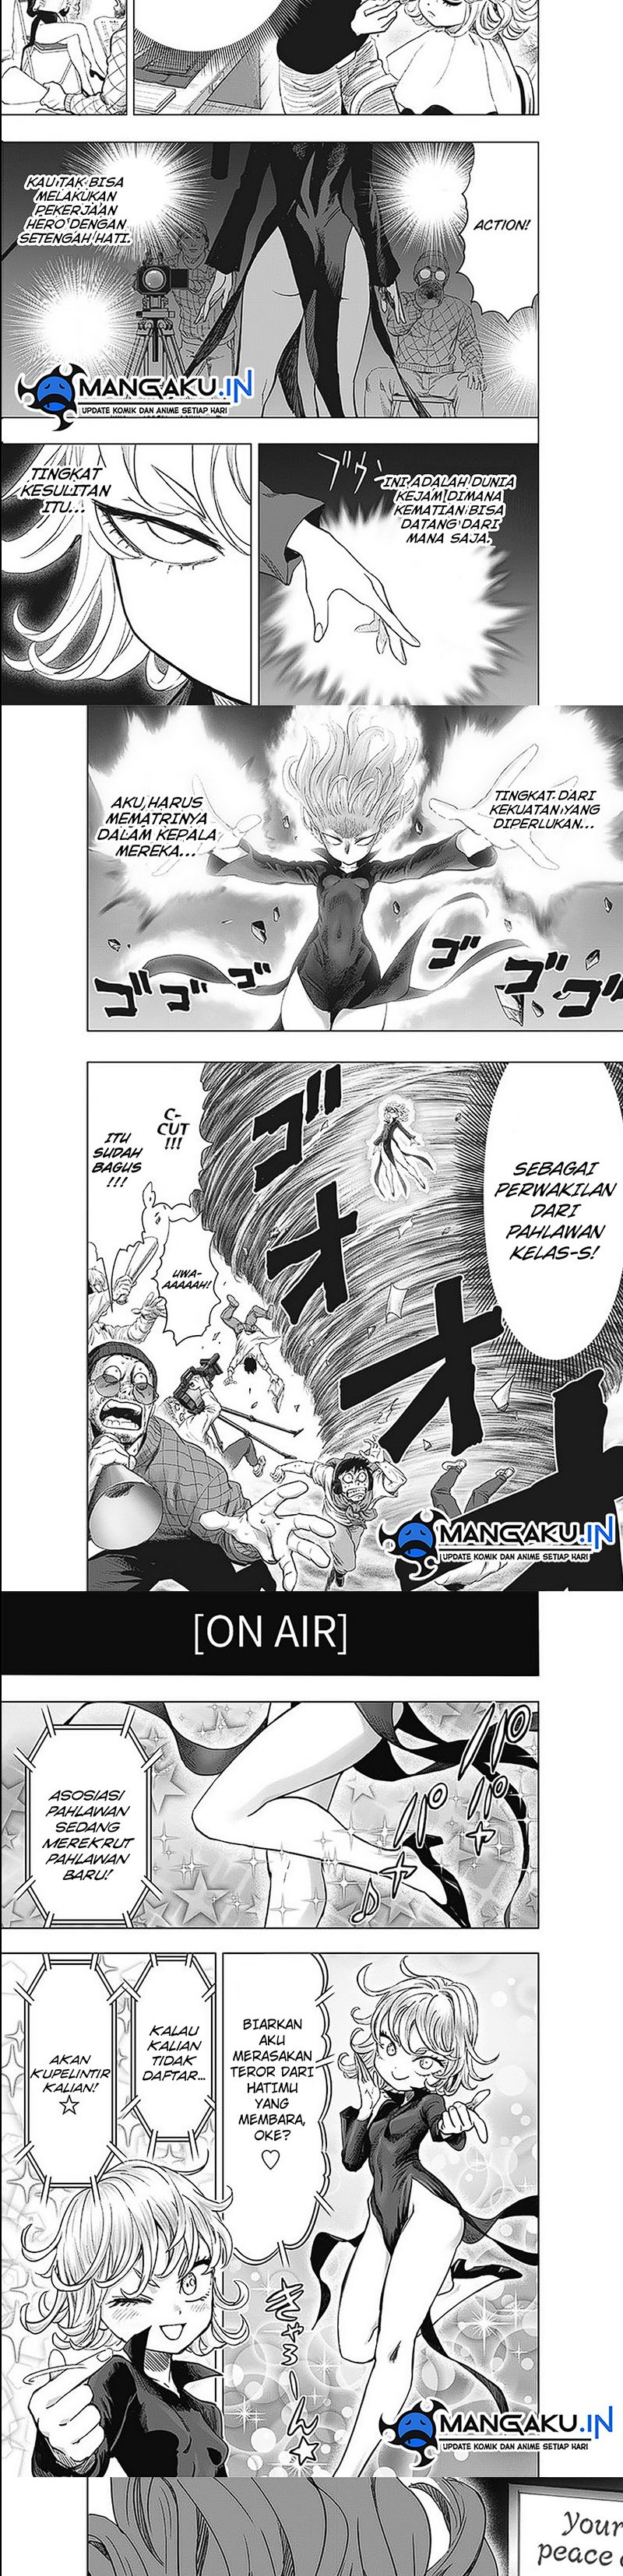 KAU TAK BISA
MELAKUKAN
PEKERJAAN
HERO DENGAN
SETENGAH HATI.
ACTION!
MANGAKU.IN
UPDATE KOMIK DAN ANIME SETIAP HARI
TINGKAT
KESULITAN
ITU...
ブゥン
INI ADALAH DUNIA
KEJAM DIMANA
KEMATIAN BISA
DATANG DARI
MANA SAJA.
AKU HARUS
MEMATRINYA
DALAM KEPALA
MEREKA...
TINGKAT DARI
KEKUATAN YANG
DIPERLUKAN...
ゴゴゴ
ゴゴゴ
C-
CUT
!!!
ITU
SUDAH
BAGUS
!!!
UWA-
AAAAAH!
ゴオオオ
SEBAGAI
PERWAKILAN
DARI
PAHLAWAN
KELAS-S!
MANGAKU.IN
UPDATE KOMIK DAN ANIME SETIAP HARI
[ON AIR]
ASOSIASI
PAHLAWAN
SEDANG
MEREKRUT
PAHLAWAN
BARU!
♪
AKAN
KUPELINTIR
KALIAN!
☆
KALAU
KALIAN
TIDAK
DAFTAR...
BIARKAN
AKU
MERASAKAN
TEROR DARI
HATIMU
YANG
MEMBARA,
OKE?
♡
きゃるーん☆
MANGAKU.IN
UPDATE KOMIK DAN ANIME SETIAP HARI
Your
peace